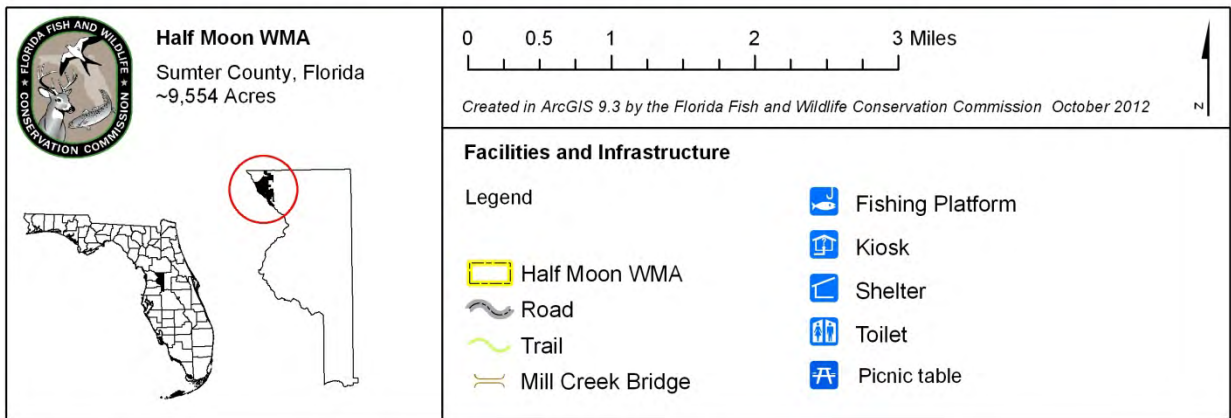 FLORIDA FISH AND WILDLIFE
CONSERVATION COMMISSION
Half Moon WMA
Sumter County, Florida
~9,554 Acres
0 0.5 1 2 3 Miles
Created in ArcGIS 9.3 by the Florida Fish and Wildlife Conservation Commission October 2012
N
Facilities and Infrastructure
Legend
Half Moon WMA
Road
Trail
Mill Creek Bridge
Fishing Platform
Kiosk
Shelter
Toilet
Picnic table